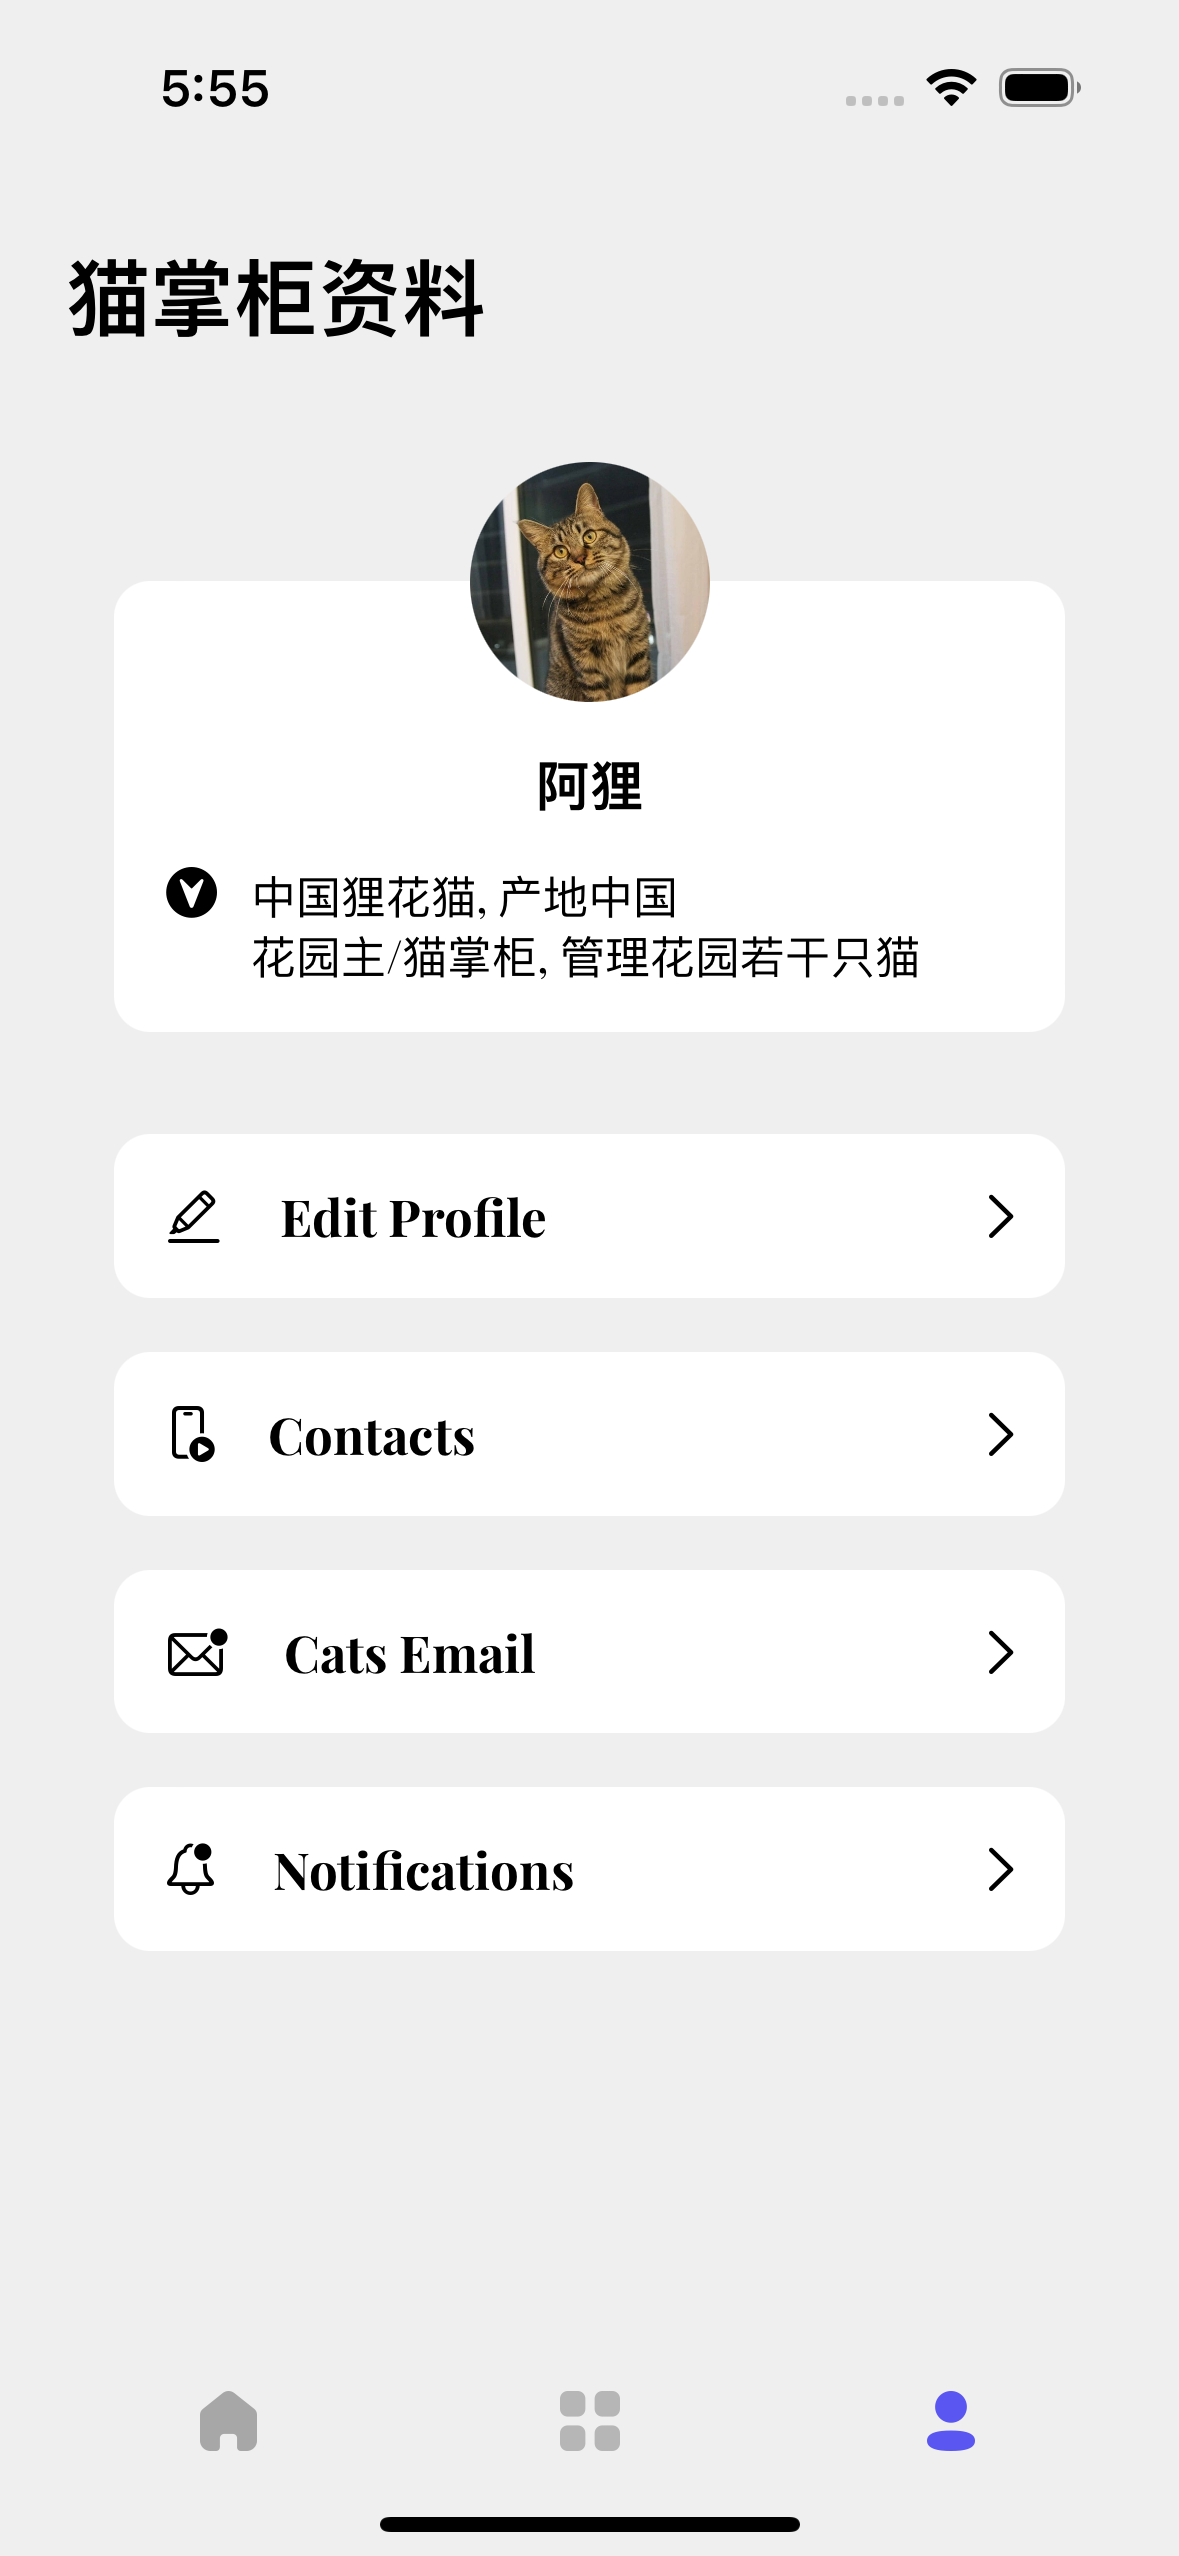 5:55
猫掌柜资料
阿狸
中国狸花猫, 产地中国
花园主/猫掌柜, 管理花园若干只猫
Edit Profile
Contacts
Cats Email
Notifications